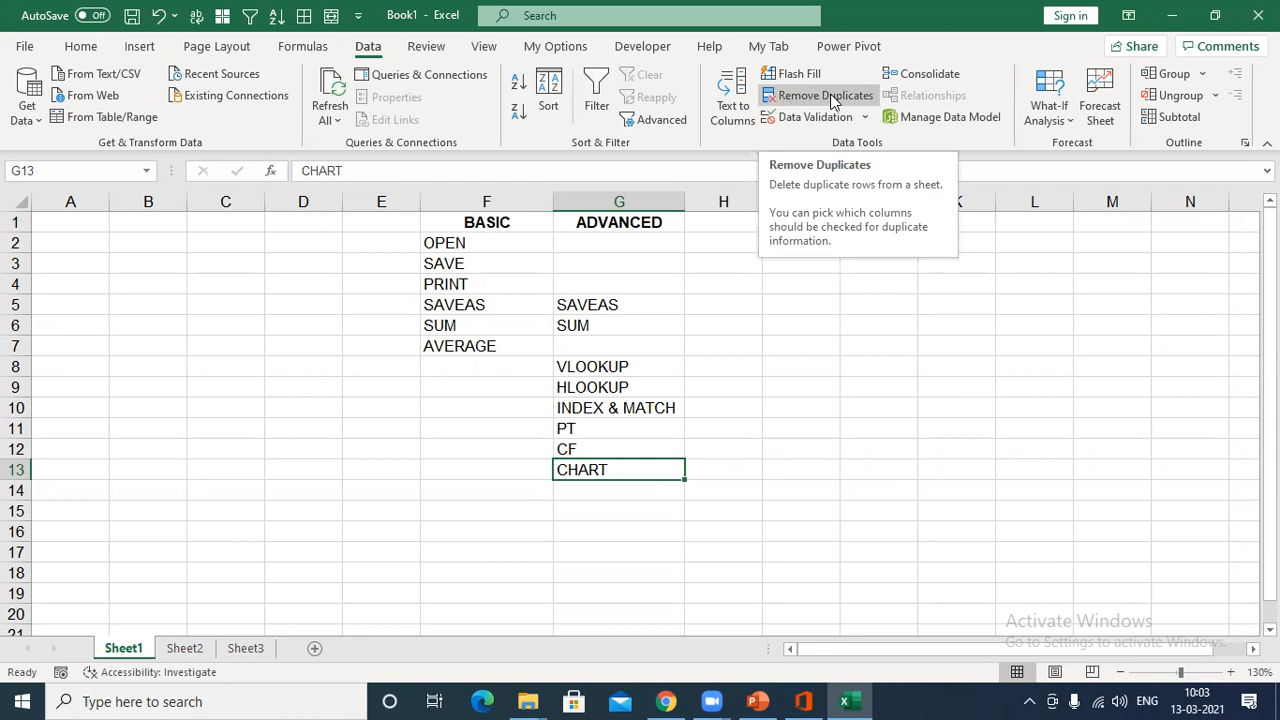 AutoSave Off Book1 - Excel Search Sign in
File Home Insert Page Layout Formulas Data Review View My Options Developer Help My Tab Power Pivot Share Comments
Get Data
From Text/CSV
From Web
From Table/Range
Recent Sources
Existing Connections
Get & Transform Data
Refresh All
Queries & Connections
Properties
Edit Links
Queries & Connections
Sort
Filter
Clear
Reapply
Advanced
Sort & Filter
Text to Columns
Flash Fill
Remove Duplicates
Data Validation
Consolidate
Relationships
Manage Data Model
Data Tools
What-If Analysis
Forecast Sheet
Forecast
Group
Ungroup
Subtotal
Outline
G13 fx CHART
Remove Duplicates
Delete duplicate rows from a sheet.
You can pick which columns
should be checked for duplicate
information.
A B C D E F G H K L M N
1 BASIC ADVANCED
2 OPEN
3 SAVE
4 PRINT
5 SAVEAS SAVEAS
6 SUM SUM
7 AVERAGE
8 VLOOKUP
9 HLOOKUP
10 INDEX & MATCH
11 PT
12 CF
13 CHART
14
15
16
17
18
19
20
21
Activate Windows
Go to Settings to activate Windows.
Sheet1 Sheet2 Sheet3
Ready Accessibility: Investigate 130%
Type here to search ENG 10:03
13-03-2021